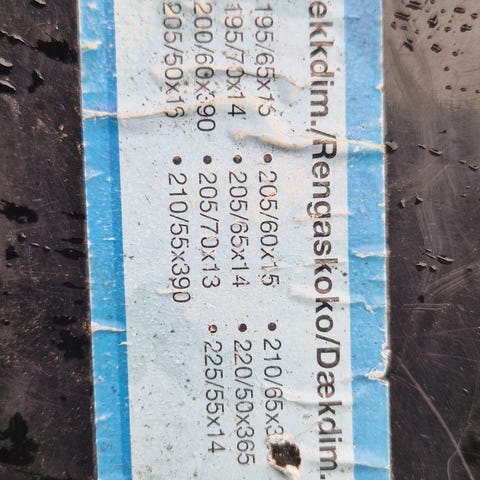 ekkdim./Rengaskoko/Dækdim.
195/65x15 • 205/60x15 •
195/70x14 • 205/65x14 • 220/50x365
200/60x390 • 205/70x13 • 225/55x14
205/50x16 • 210/55x390